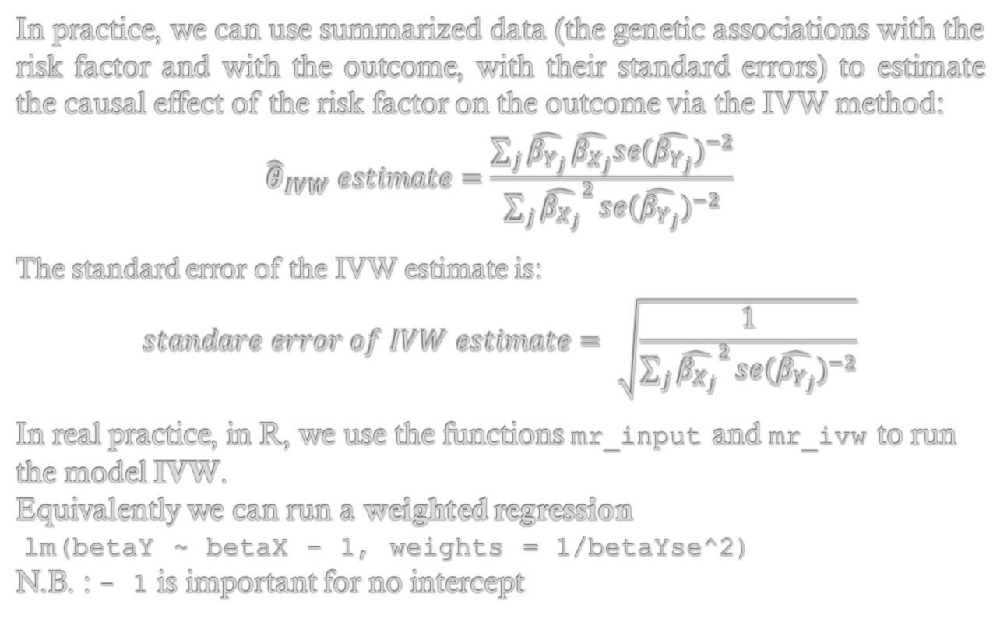 In practice, we can use summarized data (the genetic associations with the
risk factor and with the outcome, with their standard errors) to estimate
the causal effect of the risk factor on the outcome via the IVW method:
$\hat{\theta}_{IVW}\ estimate = \frac{\sum_j \widehat{\beta_{Y_j}} \widehat{\beta_{X_j}} se(\widehat{\beta_{Y_j}})^{-2}}{\sum_j \widehat{\beta_{X_j}}^2 se(\widehat{\beta_{Y_j}})^{-2}}$
The standard error of the IVW estimate is:
$standare\ error\ of\ IVW\ estimate = \sqrt{\frac{1}{\sum_j \widehat{\beta_{X_j}}^2 se(\widehat{\beta_{Y_j}})^{-2}}}$
In real practice, in R, we use the functions mr_input and mr_ivw to run
the model IVW.
Equivalently we can run a weighted regression
lm(betaY ~ betaX - 1, weights = 1/betaYse^2)
N.B. : - 1 is important for no intercept